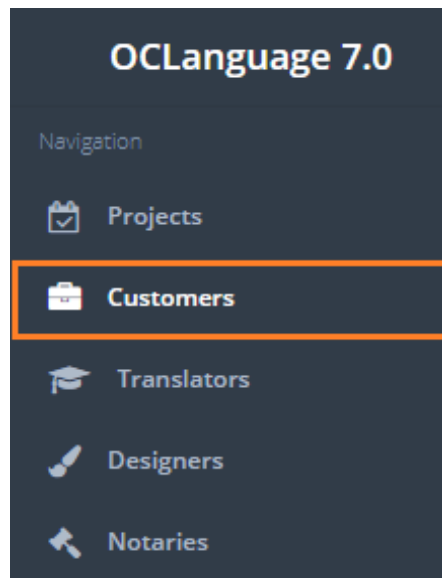 OCLanguage 7.0
Navigation
Projects
Customers
Translators
Designers
Notaries